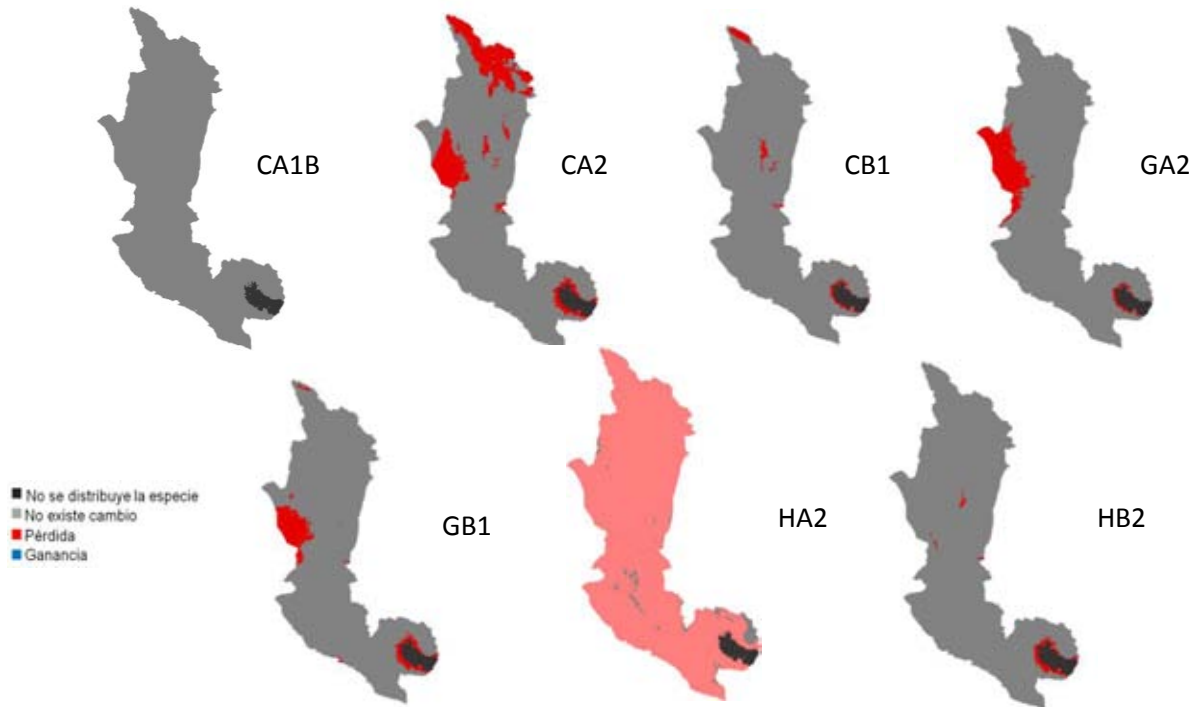 CA1B
CA2
CB1
GA2
No se distribuye la especie
No existe cambio
Pérdida
Ganancia
GB1
HA2
HB2